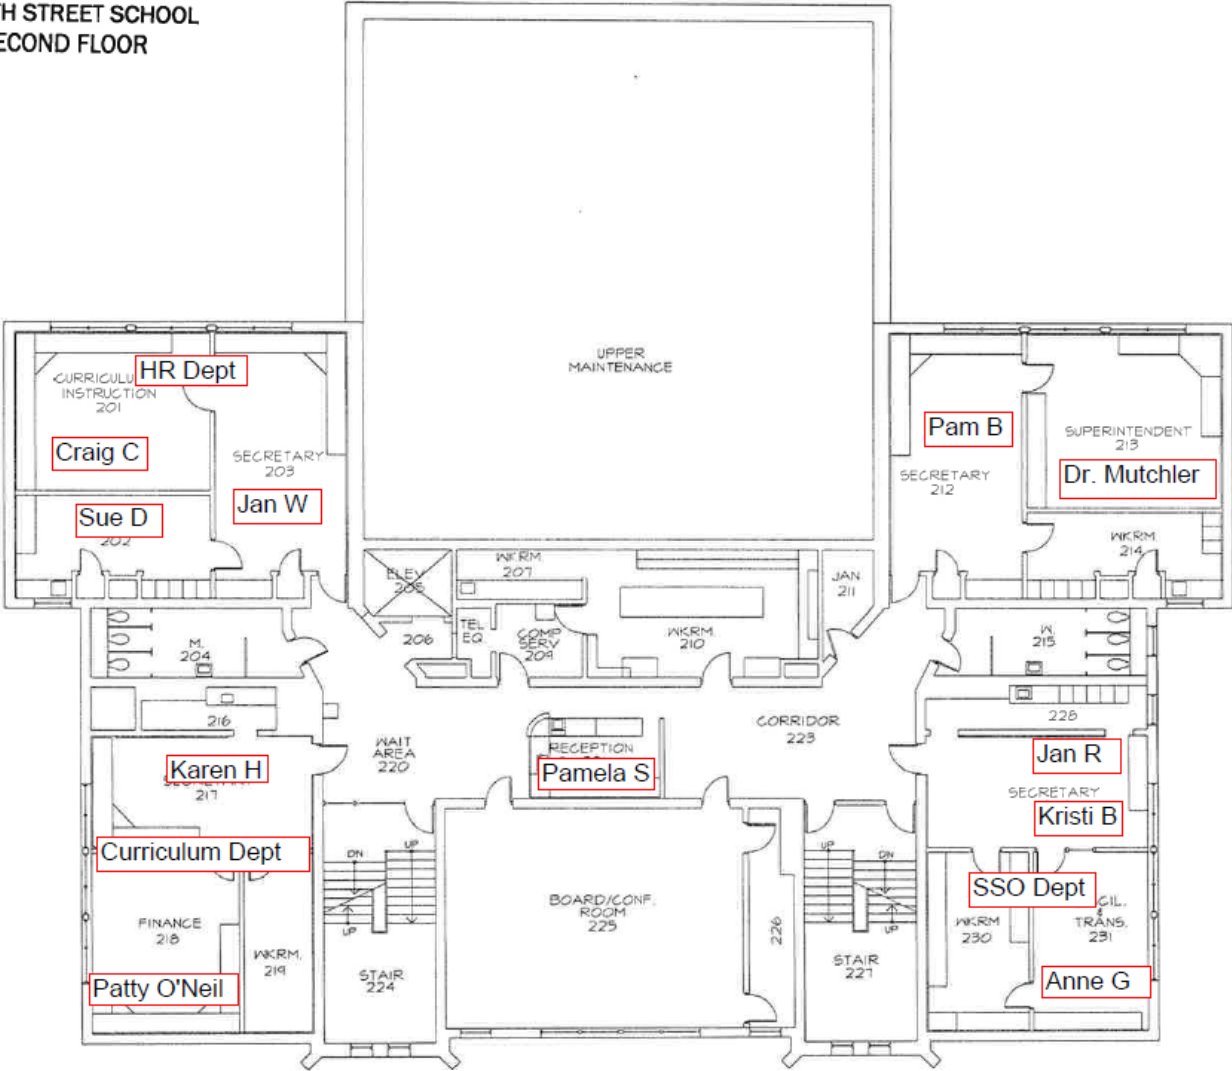 TH STREET SCHOOL
ECOND FLOOR
UPPER
MAINTENANCE
HR Dept
INSTRUCTION
201
Craig C
SECRETARY
203
Jan W
Sue D
202
Pam B
SECRETARY
212
SUPERINTENDENT
213
Dr. Mutchler
WKRM
214
ELEV
205
WKRM
207
JAN
211
206
TEL
EQ.
COMP
SERV
209
WKRM.
210
M.
204
W.
215
216
228
WAIT
AREA
220
RECEPTION
Pamela S
CORRIDOR
223
Karen H
217
Jan R
SECRETARY
Kristi B
Curriculum Dept
FINANCE
218
WKRM.
219
Patty O'Neil
DN
UP
UP
STAIR
224
BOARD/CONF.
ROOM
225
226
UP
DN
UP
STAIR
227
SSO Dept
WKRM
230
CIL.
&
TRANS.
231
Anne G